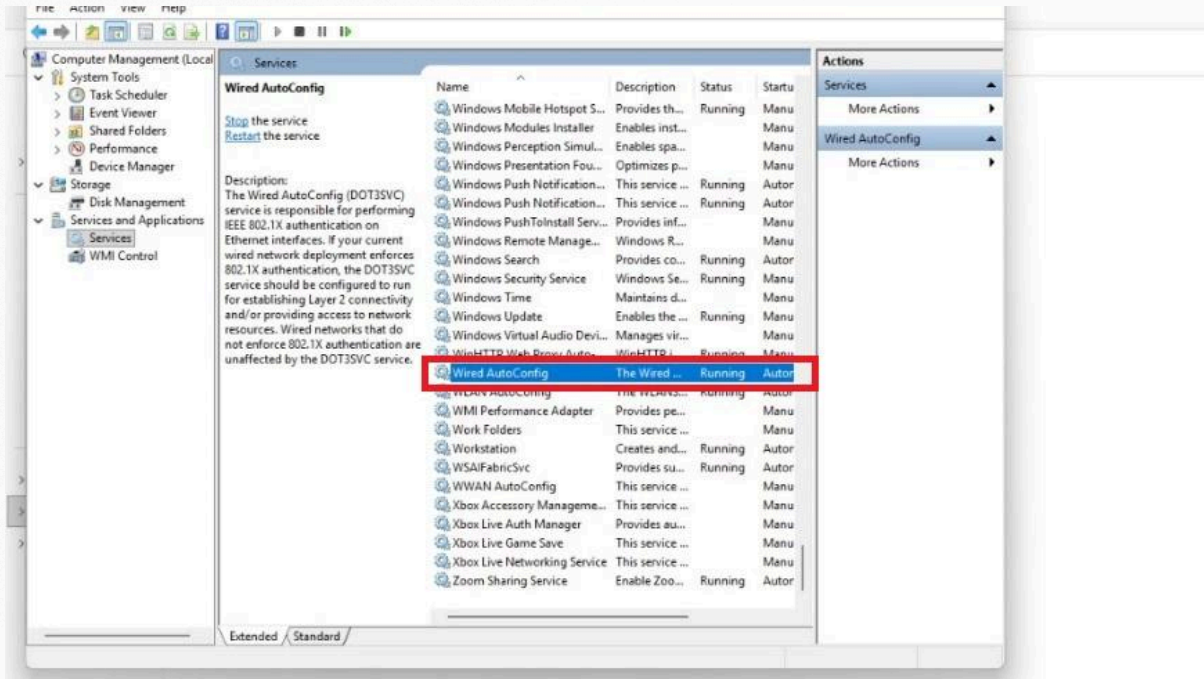 File Action View Help
Computer Management (Local
System Tools
Task Scheduler
Event Viewer
Shared Folders
Performance
Device Manager
Storage
Disk Management
Services and Applications
Services
WMI Control
Services
Wired AutoConfig
Stop the service
Restart the service
Description:
The Wired AutoConfig (DOT3SVC)
service is responsible for performing
IEEE 802.1X authentication on
Ethernet interfaces. If your current
wired network deployment enforces
802.1X authentication, the DOT3SVC
service should be configured to run
for establishing Layer 2 connectivity
and/or providing access to network
resources. Wired networks that do
not enforce 802.1X authentication are
unaffected by the DOT3SVC service.
Name Description Status Startu
Windows Mobile Hotspot S... Provides th... Running Manu
Windows Modules Installer Enables inst... Manu
Windows Perception Simul... Enables spa... Manu
Windows Presentation Fou... Optimizes p... Manu
Windows Push Notification... This service ... Running Autor
Windows Push Notification... This service ... Running Autor
Windows PushToInstall Serv... Provides inf... Manu
Windows Remote Manage... Windows R... Manu
Windows Search Provides co... Running Autor
Windows Security Service Windows Se... Running Manu
Windows Time Maintains d... Manu
Windows Update Enables the ... Running Manu
Windows Virtual Audio Devi... Manages vir... Manu
WinHTTP Web Proxy Auto- WinHTTP i Running Manu
Wired AutoConfig The Wired ... Running Autor
WLAN AutoConfig The WLANS... Running Autor
WMI Performance Adapter Provides pe... Manu
Work Folders This service ... Manu
Workstation Creates and... Running Autor
WSAIFabricSvc Provides su... Running Autor
WWAN AutoConfig This service ... Manu
Xbox Accessory Manageme... This service ... Manu
Xbox Live Auth Manager Provides au... Manu
Xbox Live Game Save This service ... Manu
Xbox Live Networking Service This service ... Manu
Zoom Sharing Service Enable Zoo... Running Autor
Extended Standard
Actions
Services
More Actions
Wired AutoConfig
More Actions